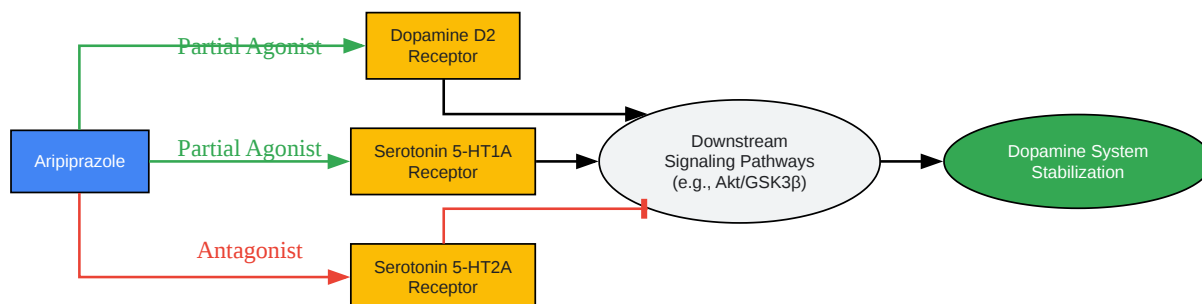 Partial Agonist
Dopamine D2
Receptor
Aripiprazole
Partial Agonist
Serotonin 5-HT1A
Receptor
Downstream
Signaling Pathways
(e.g., Akt/GSK3β)
Dopamine System
Stabilization
Antagonist
Serotonin 5-HT2A
Receptor